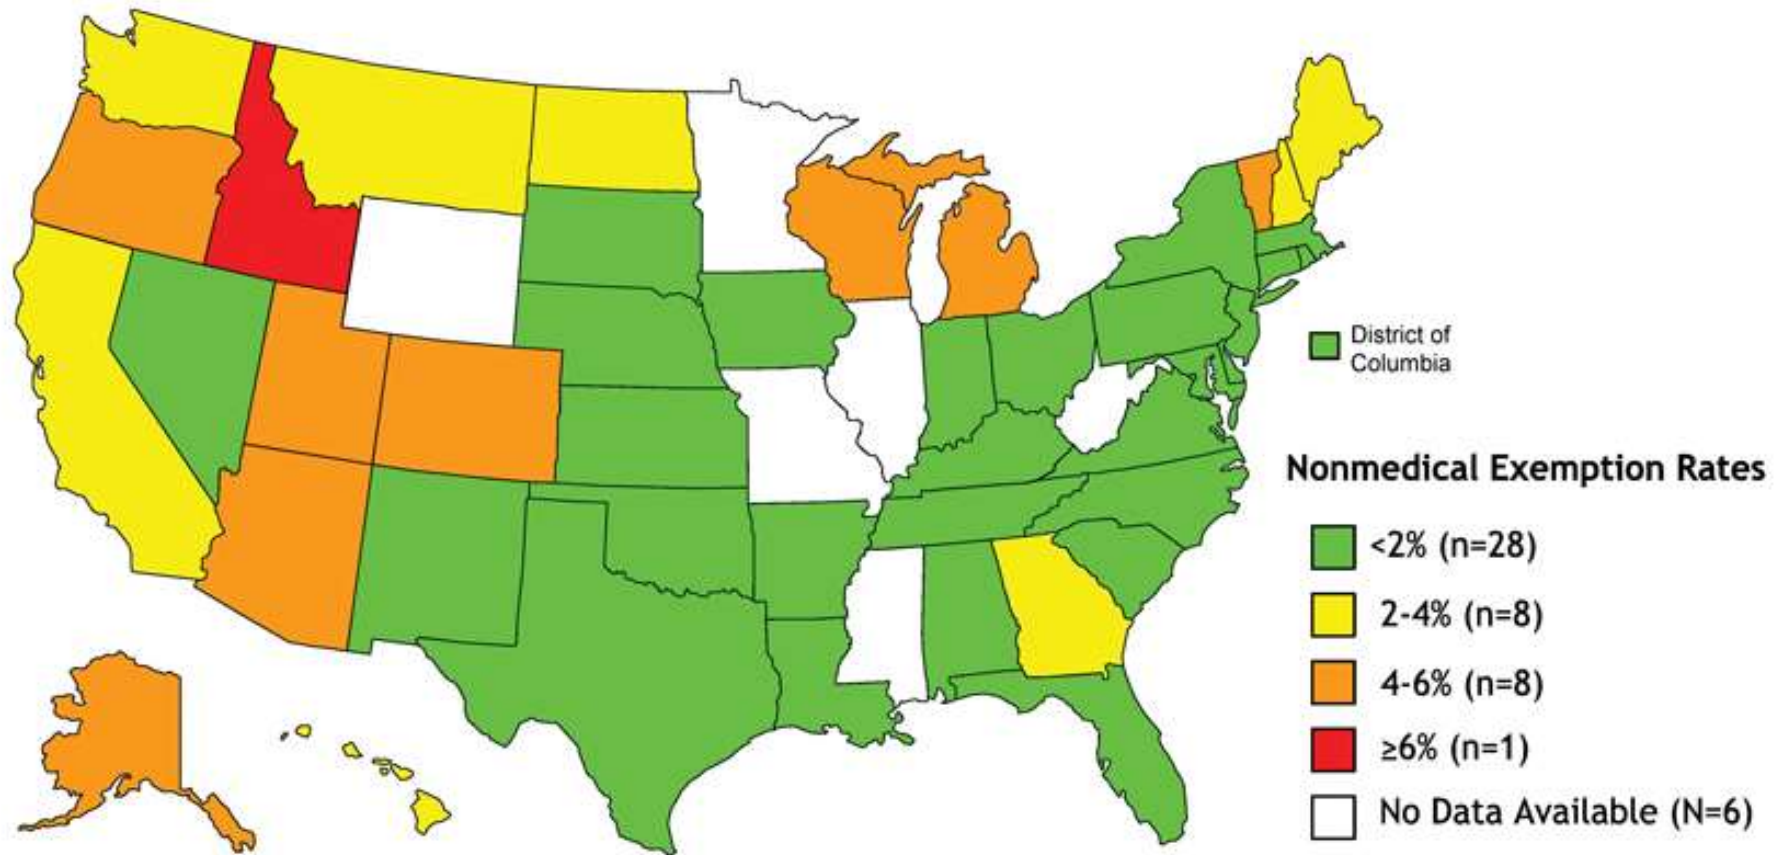 District of
Columbia
Nonmedical Exemption Rates
<2% (n=28)
2-4% (n=8)
4-6% (n=8)
≥6% (n=1)
No Data Available (N=6)